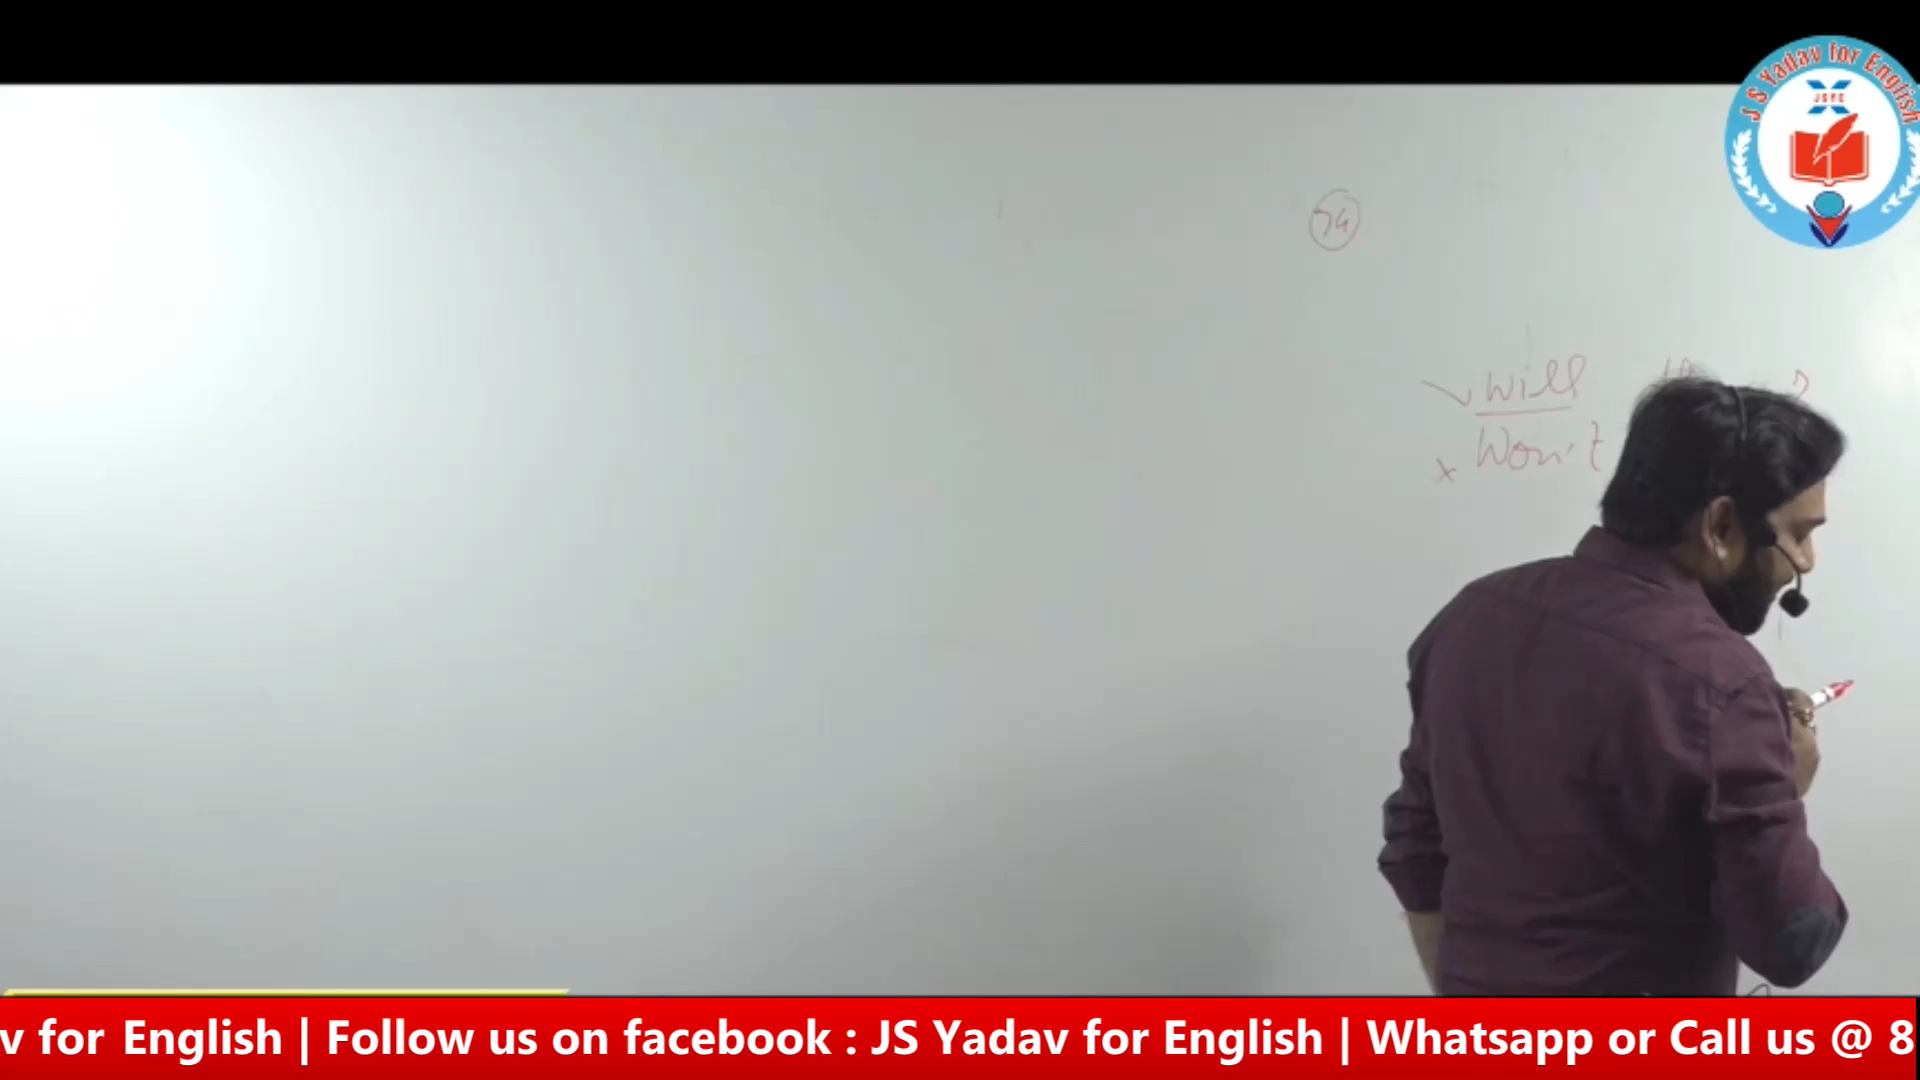 J S Yadav for English
JSYC
74
will
✓ 
Won't
x
v for English | Follow us on facebook : JS Yadav for English | Whatsapp or Call us @ 8